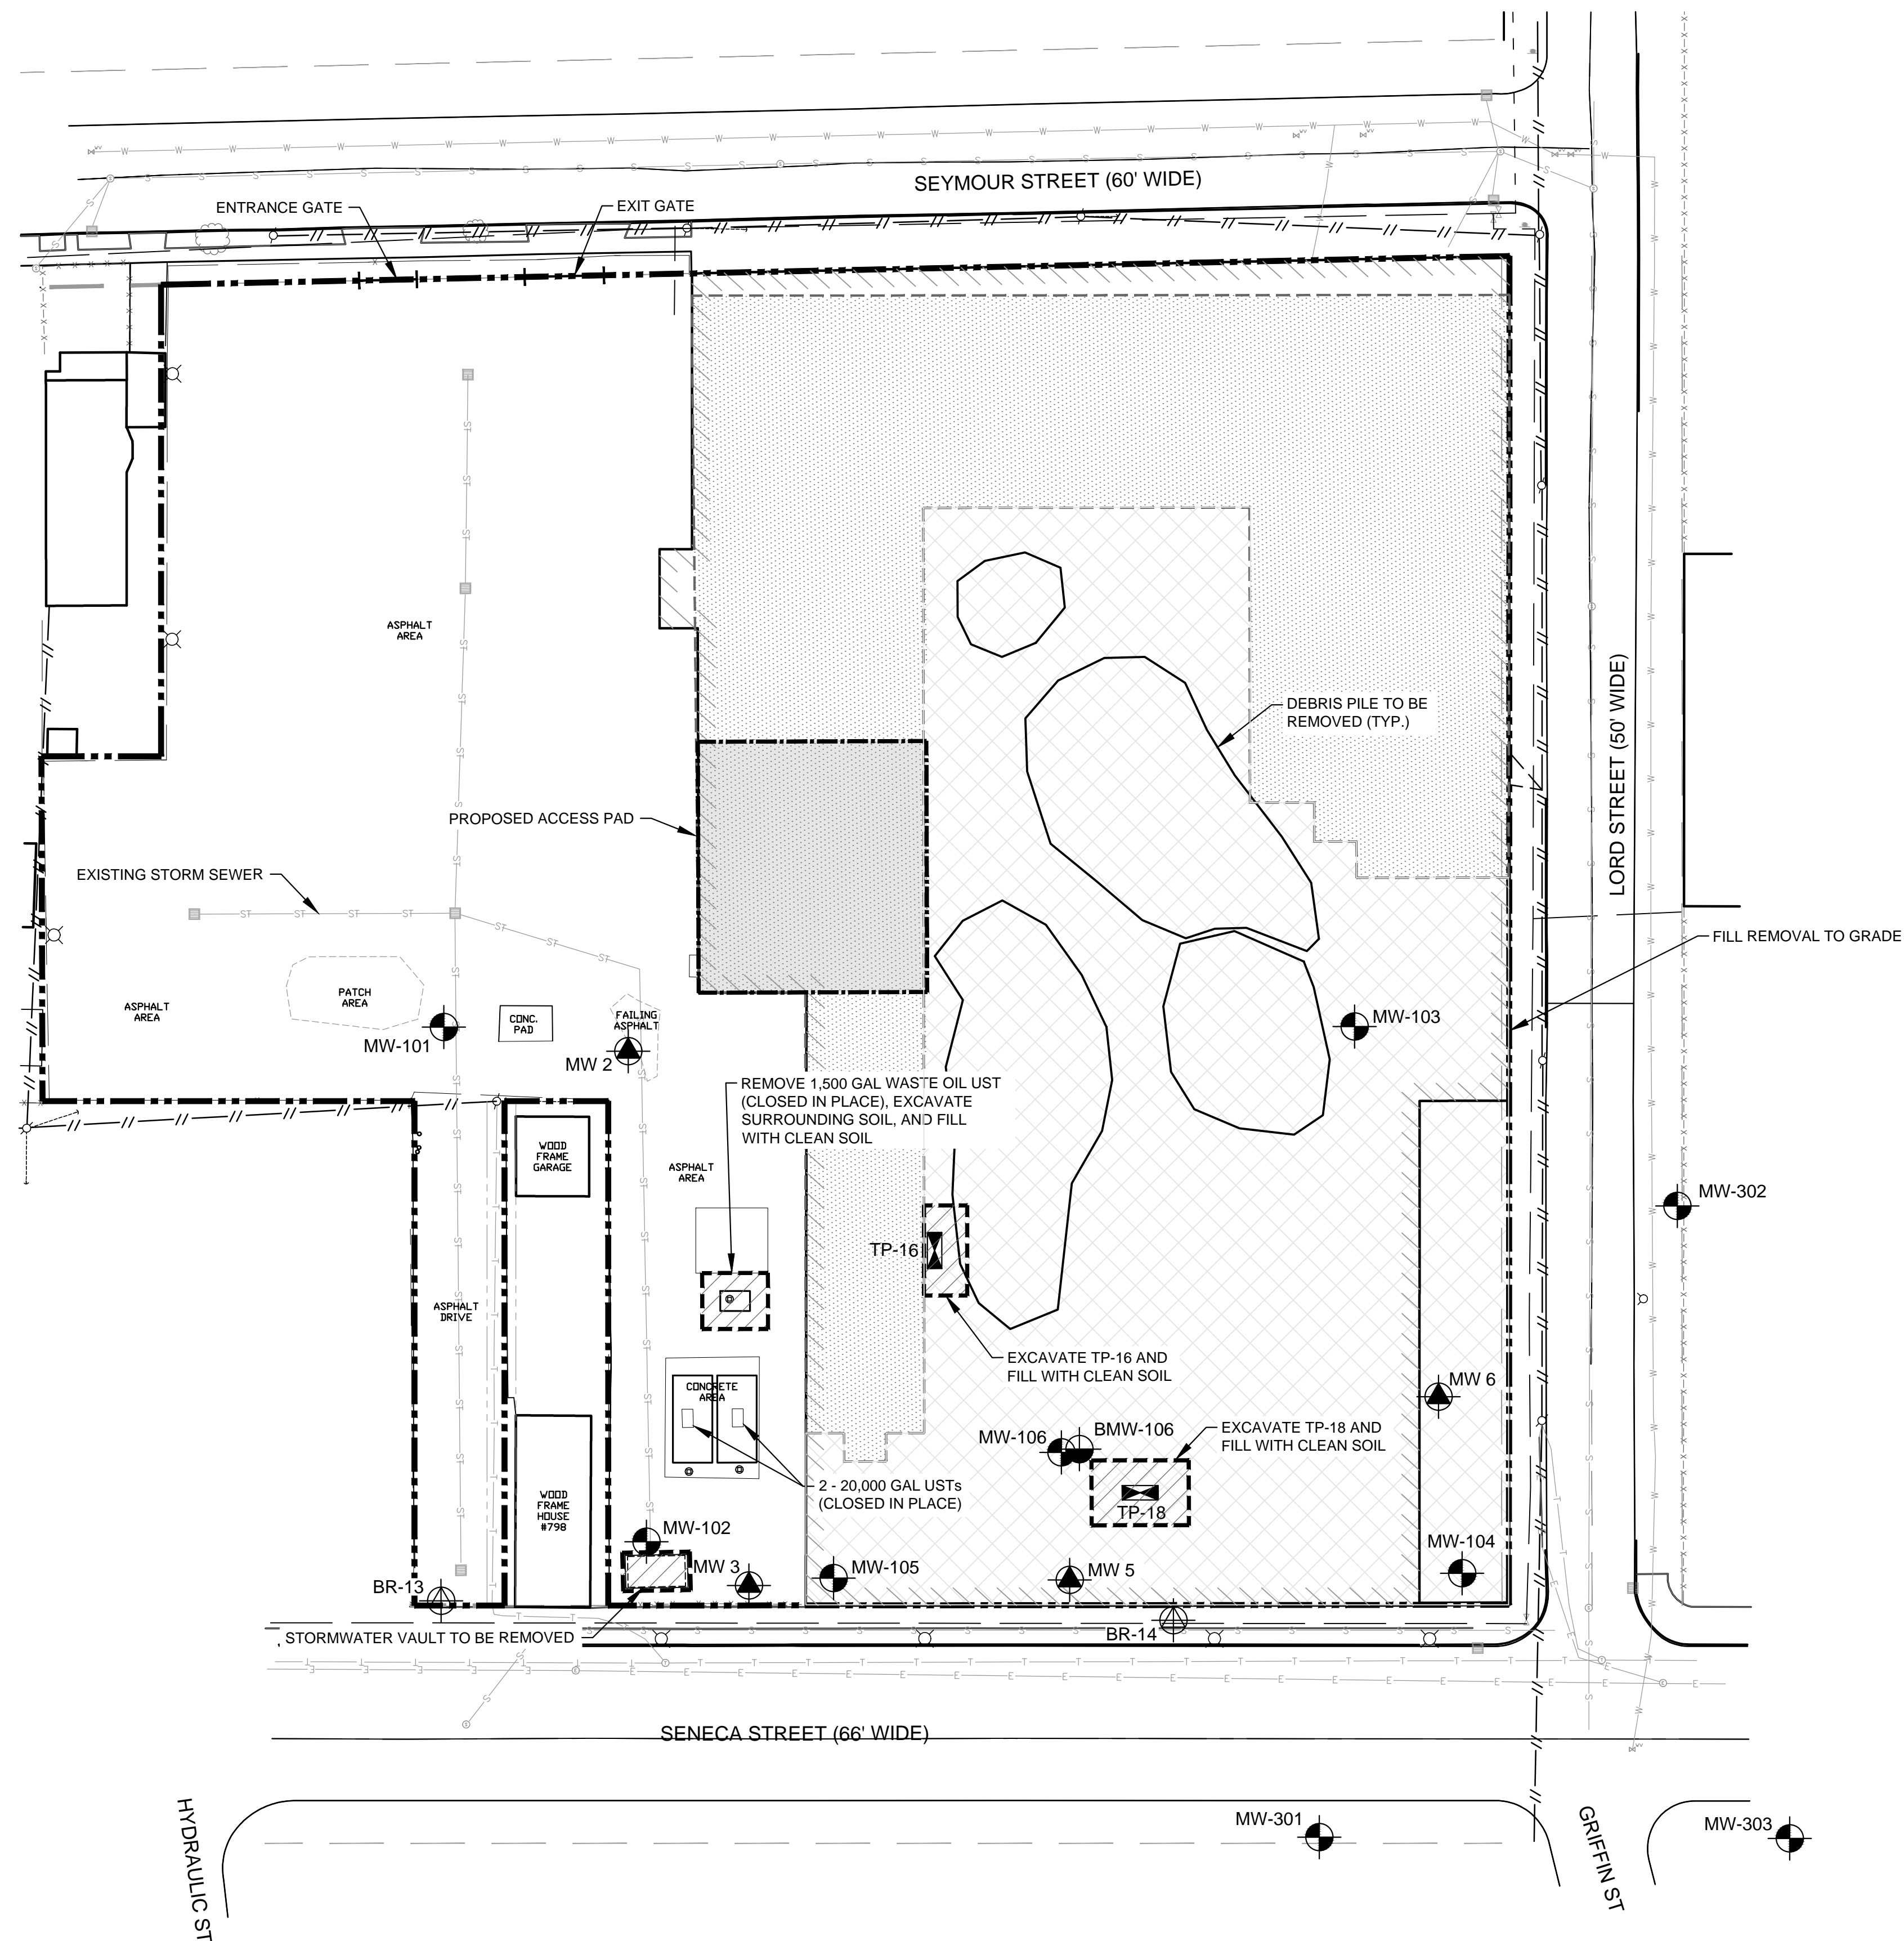 SEYMOUR STREET (60' WIDE)
ENTRANCE GATE
EXIT GATE
ASPHALT
AREA
DEBRIS PILE TO BE
REMOVED (TYP.)
LORD STREET (50' WIDE)
PROPOSED ACCESS PAD
EXISTING STORM SEWER
FILL REMOVAL TO GRADE
PATCH
AREA
ASPHALT
AREA
CONC.
PAD
FAILING
ASPHALT
MW-101
MW 2
MW-103
REMOVE 1,500 GAL WASTE OIL UST
(CLOSED IN PLACE), EXCAVATE
SURROUNDING SOIL, AND FILL
WITH CLEAN SOIL
WOOD
FRAME
GARAGE
ASPHALT
AREA
MW-302
TP-16
ASPHALT
DRIVE
EXCAVATE TP-16 AND
FILL WITH CLEAN SOIL
CONCRETE
AREA
MW 6
MW-106
BMW-106
EXCAVATE TP-18 AND
FILL WITH CLEAN SOIL
2 - 20,000 GAL USTs
(CLOSED IN PLACE)
TP-18
WOOD
FRAME
HOUSE
#798
MW-102
MW 3
MW-105
MW 5
MW-104
BR-13
STORMWATER VAULT TO BE REMOVED
BR-14
SENECA STREET (66' WIDE)
HYDRAULIC ST
MW-301
GRIFFIN ST
MW-303